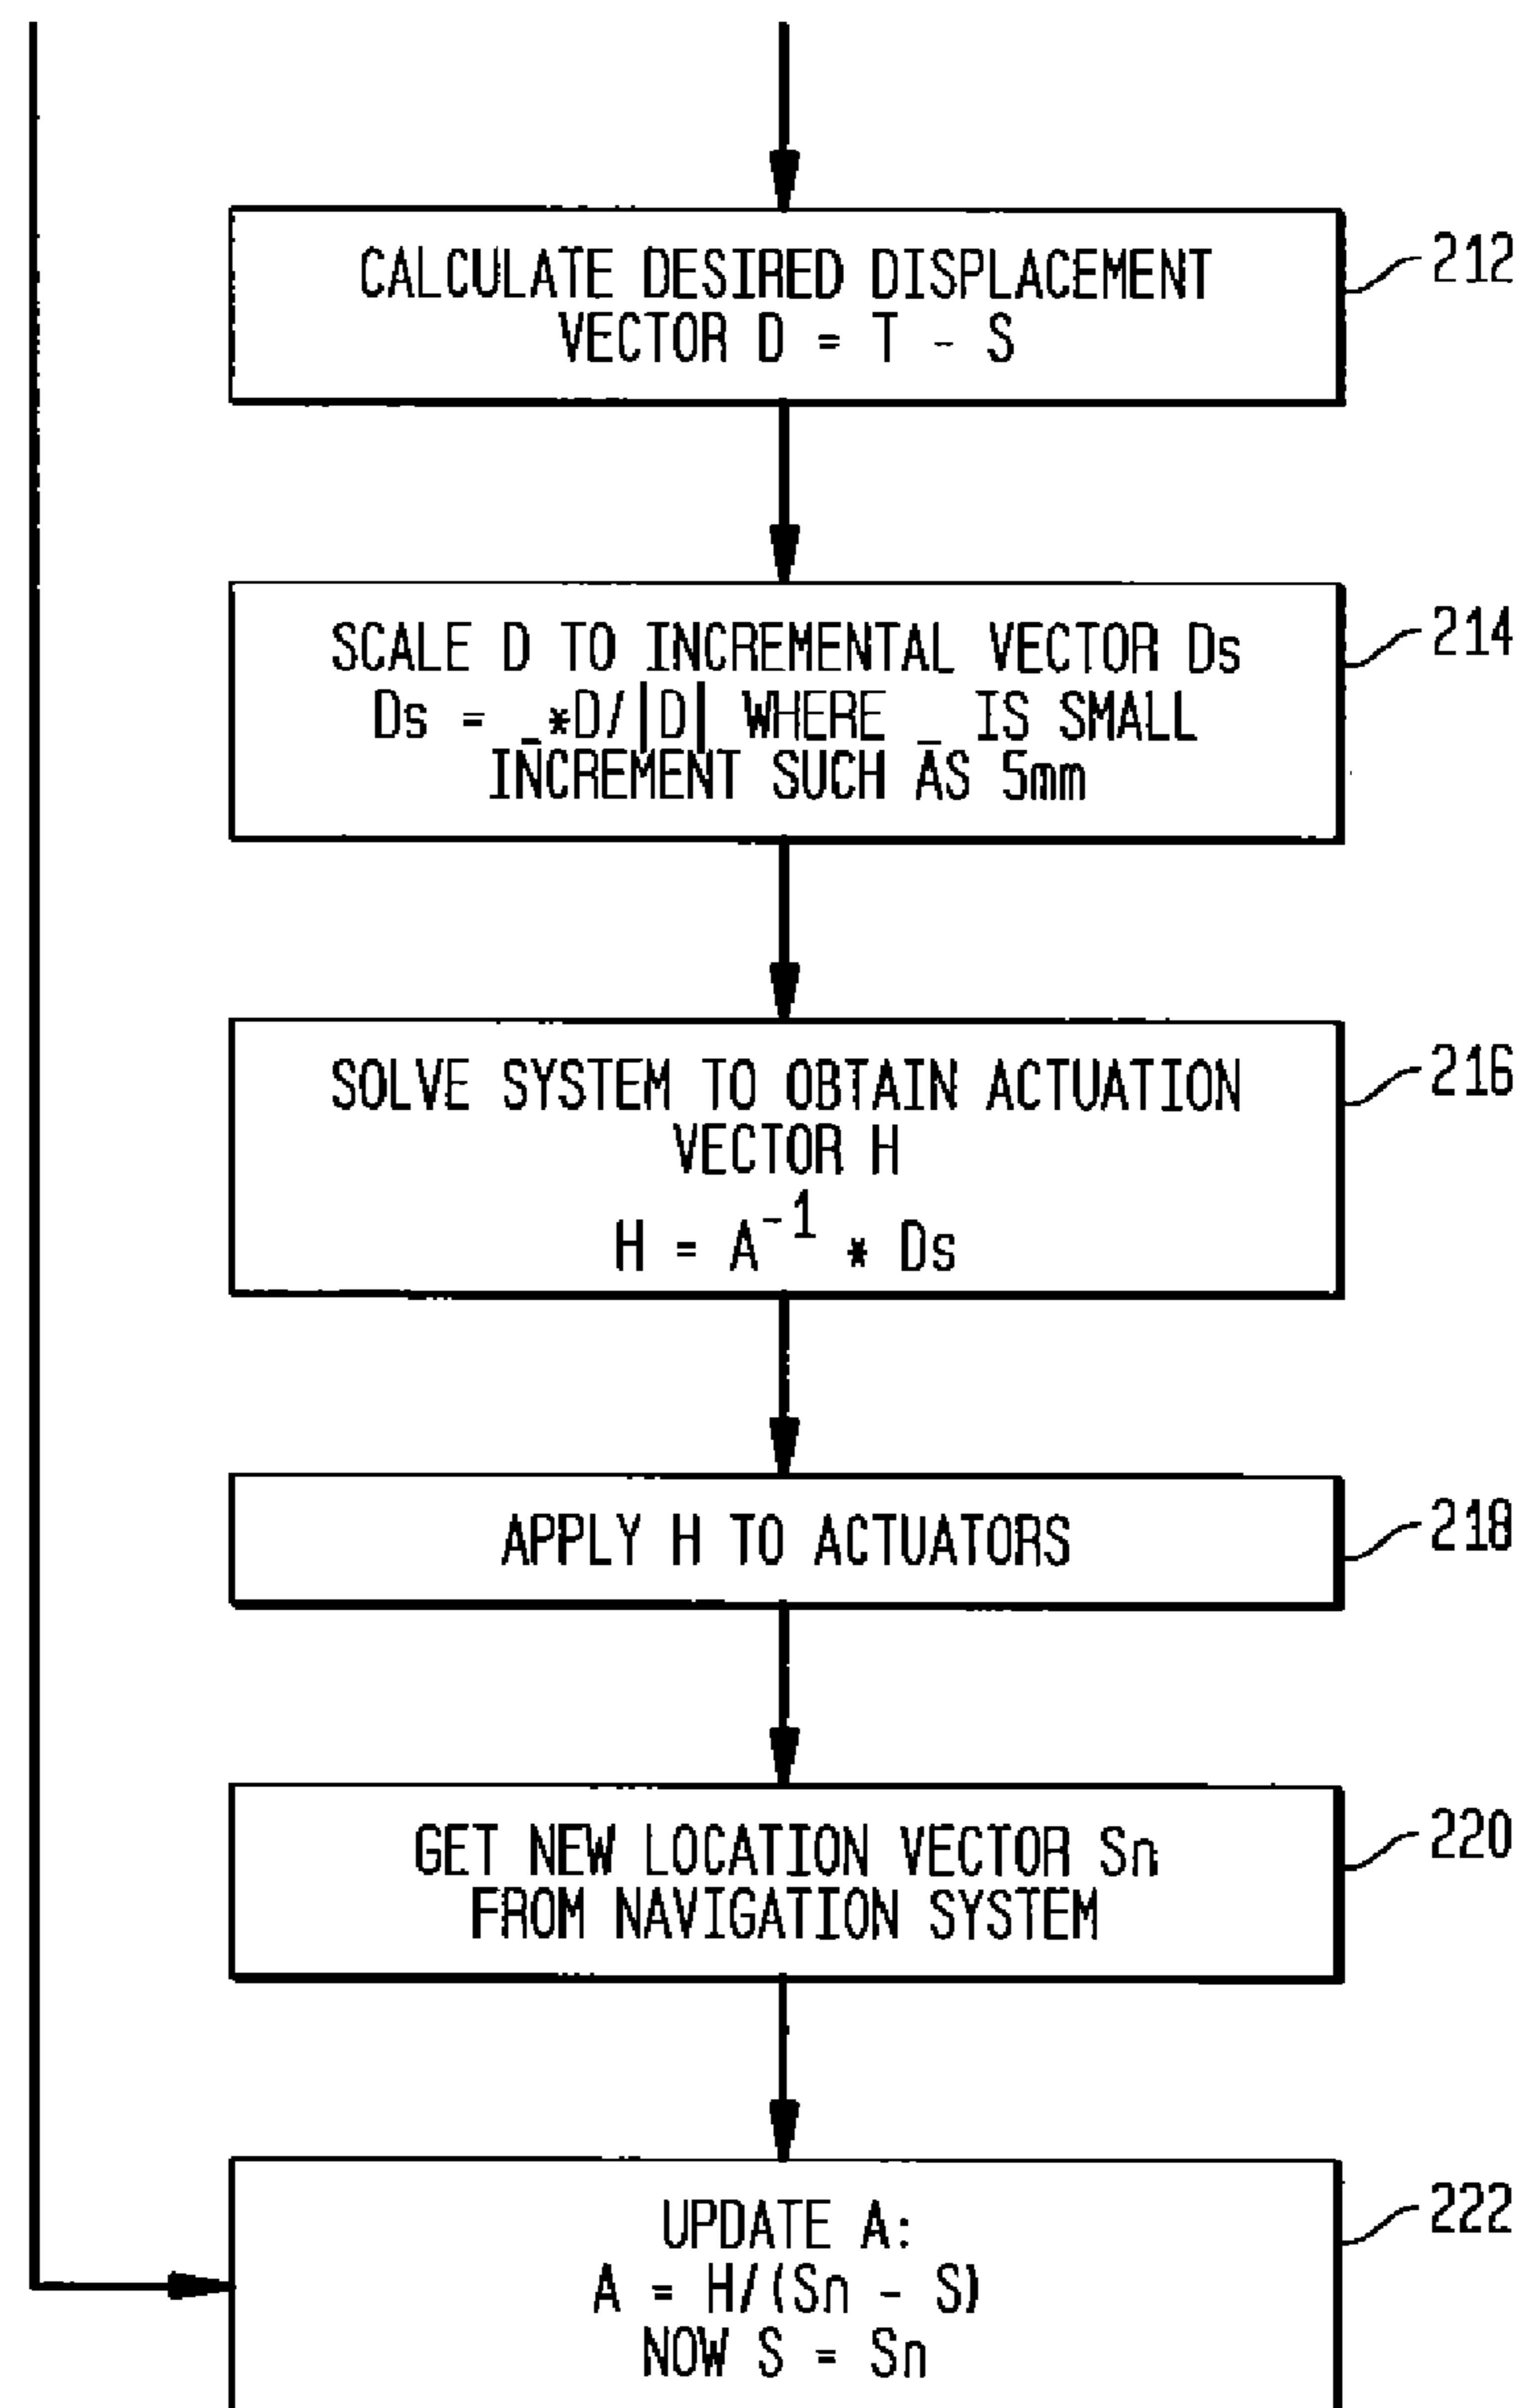 CALCULATE DESIRED DISPLACEMENT
VECTOR D = T - S
212
SCALE D TO INCREMENTAL VECTOR Ds
Ds = _*D/|D| WHERE _ IS SMALL
INCREMENT SUCH AS 5mm
214
SOLVE SYSTEM TO OBTAIN ACTUATION
VECTOR H
H = A⁻¹ * Ds
216
APPLY H TO ACTUATORS
218
GET NEW LOCATION VECTOR Sn
FROM NAVIGATION SYSTEM
220
UPDATE A:
A = H/(Sn - S)
NOW S = Sn
222